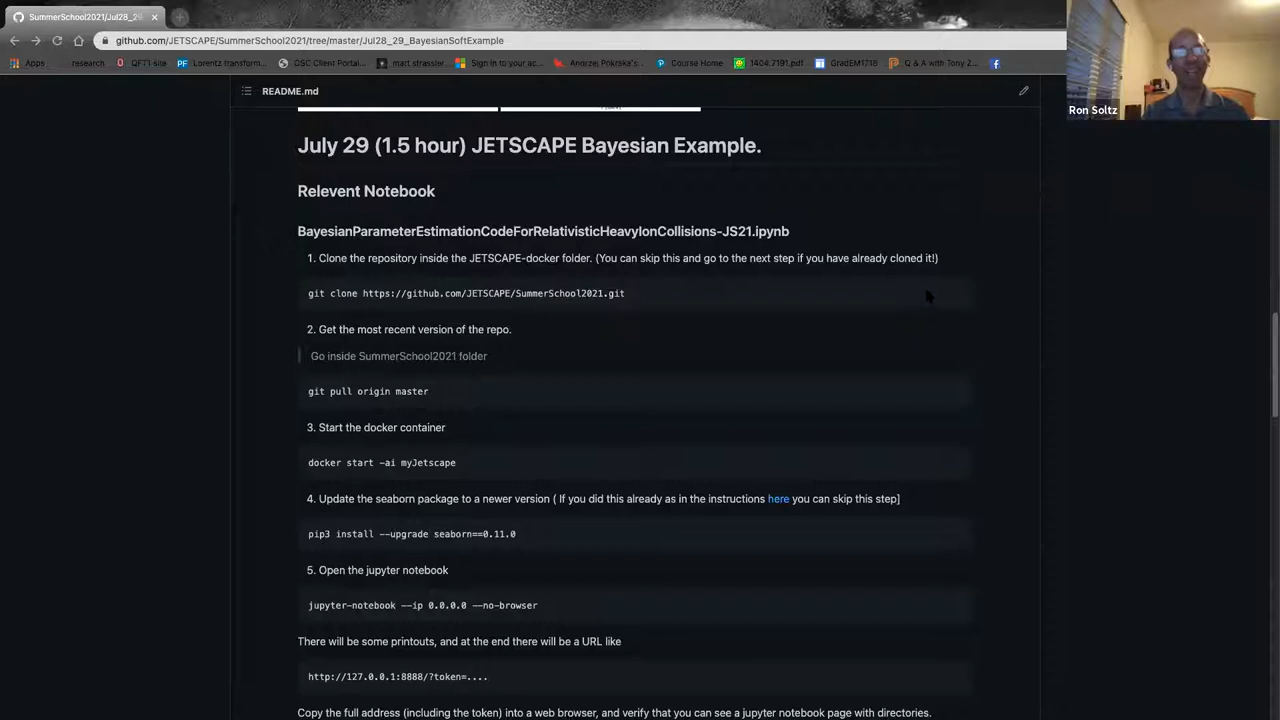 SummerSchool2021/Jul28_29
github.com/JETSCAPE/SummerSchool2021/tree/master/Jul28_29_BayesianSoftExample
Apps
research
QFT1 site
Lorentz transform...
OSC Client Portal...
matt strassler
Sign in to your ac...
Andrzej Pokrska's...
Course Home
1404.7191.pdf
GradEM1718
Q & A with Tony Z...
Ron Soltz
README.md
July 29 (1.5 hour) JETSCAPE Bayesian Example.
Relevent Notebook
BayesianParameterEstimationCodeForRelativisticHeavyIonCollisions-JS21.ipynb
1. Clone the repository inside the JETSCAPE-docker folder. (You can skip this and go to the next step if you have already cloned it!)
git clone https://github.com/JETSCAPE/SummerSchool2021.git
2. Get the most recent version of the repo.
Go inside SummerSchool2021 folder
git pull origin master
3. Start the docker container
docker start -ai myJetscape
4. Update the seaborn package to a newer version ( If you did this already as in the instructions here you can skip this step]
pip3 install --upgrade seaborn==0.11.0
5. Open the jupyter notebook
jupyter-notebook --ip 0.0.0.0 --no-browser
There will be some printouts, and at the end there will be a URL like
http://127.0.0.1:8888/?token=....
Copy the full address (including the token) into a web browser, and verify that you can see a jupyter notebook page with directories.